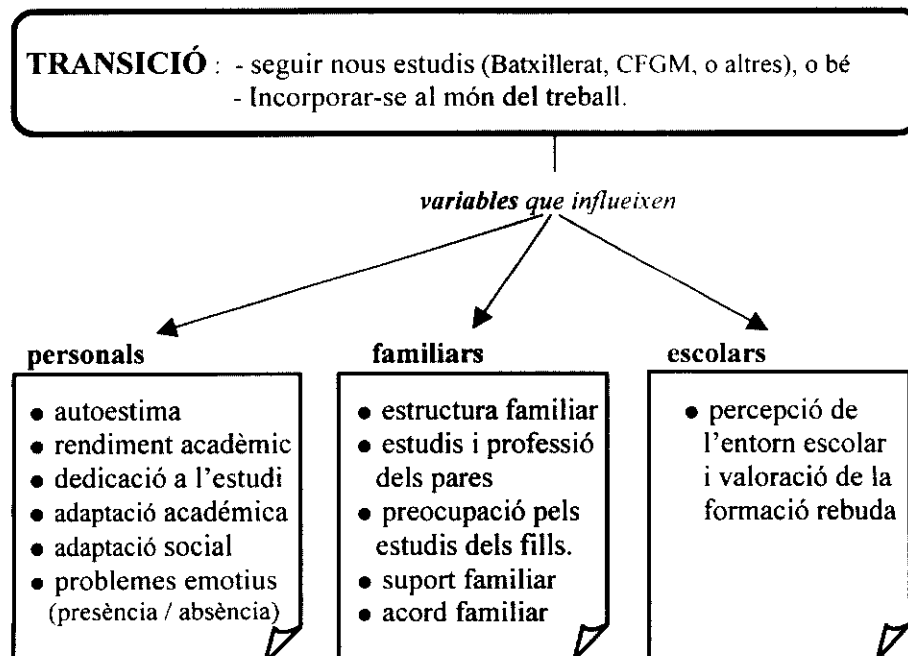 TRANSICIÓ : - seguir nous estudis (Batxillerat, CFGM, o altres), o bé
- Incorporar-se al món del treball.
variables que influeixen
personals
● autoestima
● rendiment acadèmic
● dedicació a l'estudi
● adaptació académica
● adaptació social
● problemes emotius
(presència / absència)
familiars
● estructura familiar
● estudis i professió
dels pares
● preocupació pels
estudis dels fills.
● suport familiar
● acord familiar
escolars
● percepció de
l'entorn escolar
i valoració de la
formació rebuda